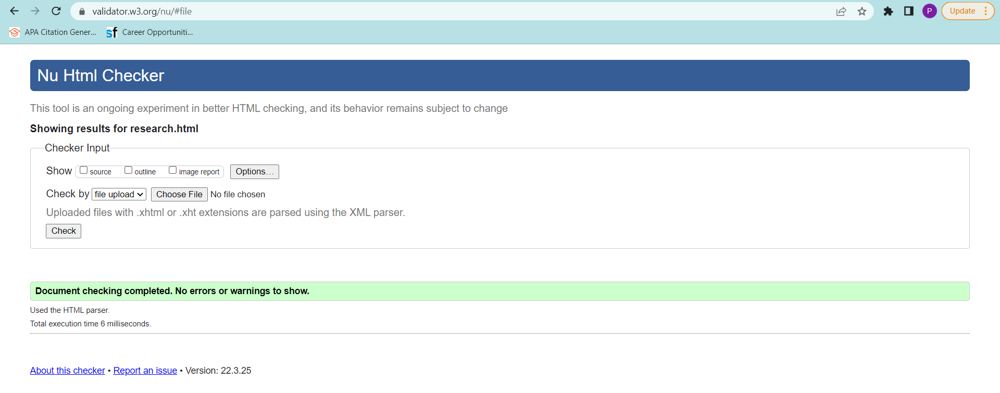 validator.w3.org/nu/#file
P
Update
APA Citation Gener...
sf Career Opportuniti...
Nu Html Checker
This tool is an ongoing experiment in better HTML checking, and its behavior remains subject to change
Showing results for research.html
Checker Input
Show source outline image report Options...
Check by file upload Choose File No file chosen
Uploaded files with .xhtml or .xht extensions are parsed using the XML parser.
Check
Document checking completed. No errors or warnings to show.
Used the HTML parser.
Total execution time 6 milliseconds.
About this checker • Report an issue • Version: 22.3.25